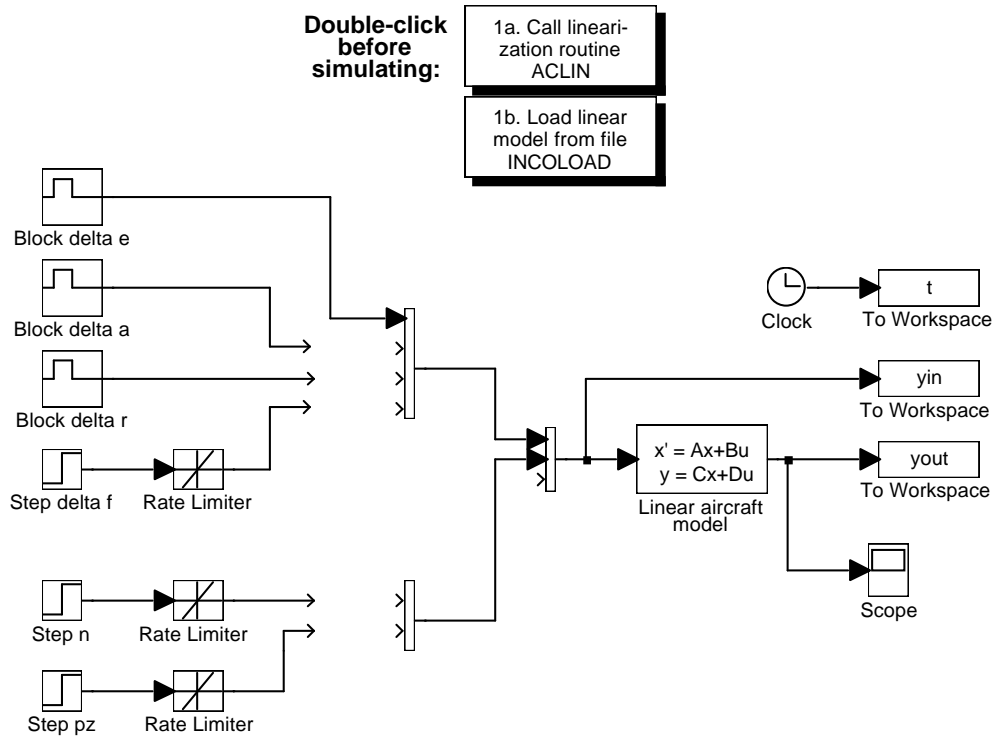 Double-click
before
simulating:
1a. Call lineari-
zation routine
ACLIN
1b. Load linear
model from file
INCOLOAD
Block delta e
Block delta a
Block delta r
Step delta f
Rate Limiter
Step n
Rate Limiter
Step pz
Rate Limiter
Clock
t
To Workspace
yin
To Workspace
x' = Ax+Bu
y = Cx+Du
Linear aircraft
model
yout
To Workspace
Scope